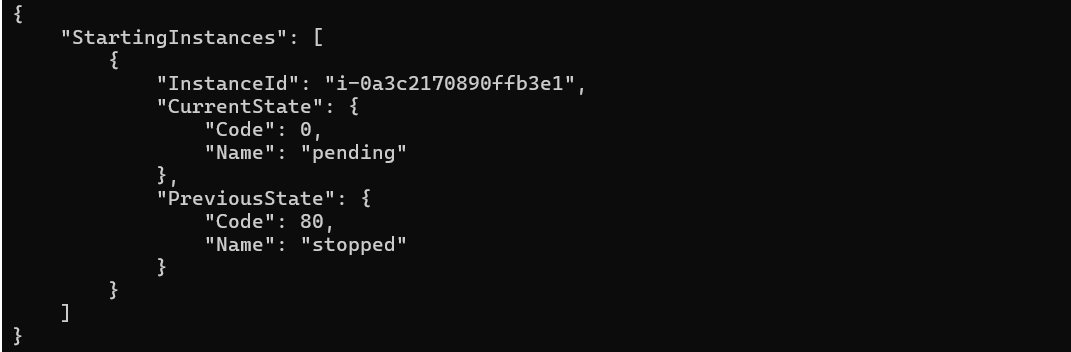 {
    "StartingInstances": [
        {
            "InstanceId": "i-0a3c2170890ffb3e1",
            "CurrentState": {
                "Code": 0,
                "Name": "pending"
            },
            "PreviousState": {
                "Code": 80,
                "Name": "stopped"
            }
        }
    ]
}